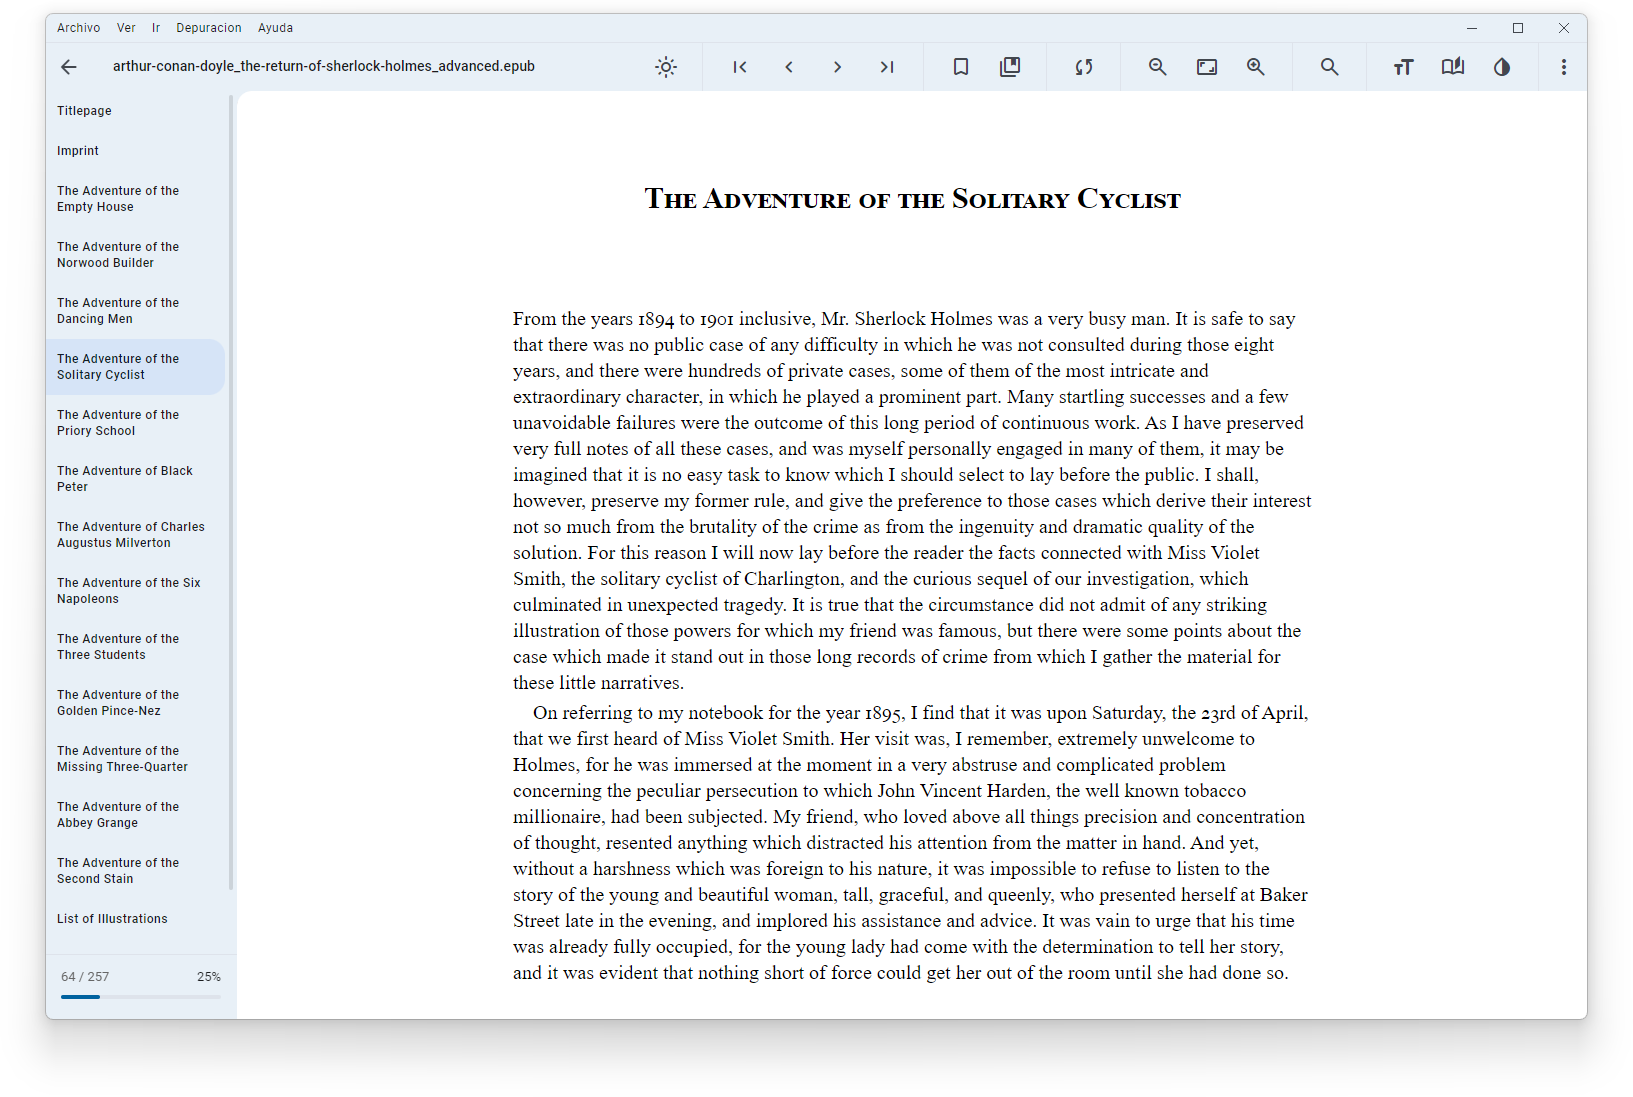 Archivo Ver Ir Depuracion Ayuda
arthur-conan-doyle_the-return-of-sherlock-holmes_advanced.epub
Titlepage
Imprint
The Adventure of the
Empty House
The Adventure of the
Norwood Builder
The Adventure of the
Dancing Men
The Adventure of the
Solitary Cyclist
The Adventure of the
Priory School
The Adventure of Black
Peter
The Adventure of Charles
Augustus Milverton
The Adventure of the Six
Napoleons
The Adventure of the
Three Students
The Adventure of the
Golden Pince-Nez
The Adventure of the
Missing Three-Quarter
The Adventure of the
Abbey Grange
The Adventure of the
Second Stain
List of Illustrations
64 / 257 25%
The Adventure of the Solitary Cyclist
From the years 1894 to 1901 inclusive, Mr. Sherlock Holmes was a very busy man. It is safe to say
that there was no public case of any difficulty in which he was not consulted during those eight
years, and there were hundreds of private cases, some of them of the most intricate and
extraordinary character, in which he played a prominent part. Many startling successes and a few
unavoidable failures were the outcome of this long period of continuous work. As I have preserved
very full notes of all these cases, and was myself personally engaged in many of them, it may be
imagined that it is no easy task to know which I should select to lay before the public. I shall,
however, preserve my former rule, and give the preference to those cases which derive their interest
not so much from the brutality of the crime as from the ingenuity and dramatic quality of the
solution. For this reason I will now lay before the reader the facts connected with Miss Violet
Smith, the solitary cyclist of Charlington, and the curious sequel of our investigation, which
culminated in unexpected tragedy. It is true that the circumstance did not admit of any striking
illustration of those powers for which my friend was famous, but there were some points about the
case which made it stand out in those long records of crime from which I gather the material for
these little narratives.
On referring to my notebook for the year 1895, I find that it was upon Saturday, the 23rd of April,
that we first heard of Miss Violet Smith. Her visit was, I remember, extremely unwelcome to
Holmes, for he was immersed at the moment in a very abstruse and complicated problem
concerning the peculiar persecution to which John Vincent Harden, the well known tobacco
millionaire, had been subjected. My friend, who loved above all things precision and concentration
of thought, resented anything which distracted his attention from the matter in hand. And yet,
without a harshness which was foreign to his nature, it was impossible to refuse to listen to the
story of the young and beautiful woman, tall, graceful, and queenly, who presented herself at Baker
Street late in the evening, and implored his assistance and advice. It was vain to urge that his time
was already fully occupied, for the young lady had come with the determination to tell her story,
and it was evident that nothing short of force could get her out of the room until she had done so.